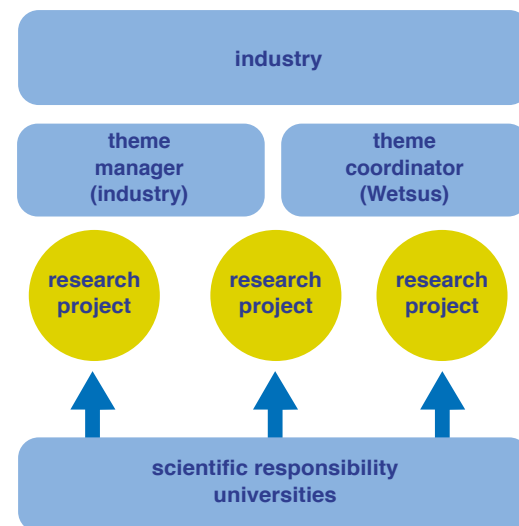 industry
theme
manager
(industry)
theme
coordinator
(Wetsus)
research
project
research
project
research
project
scientific responsibility
universities